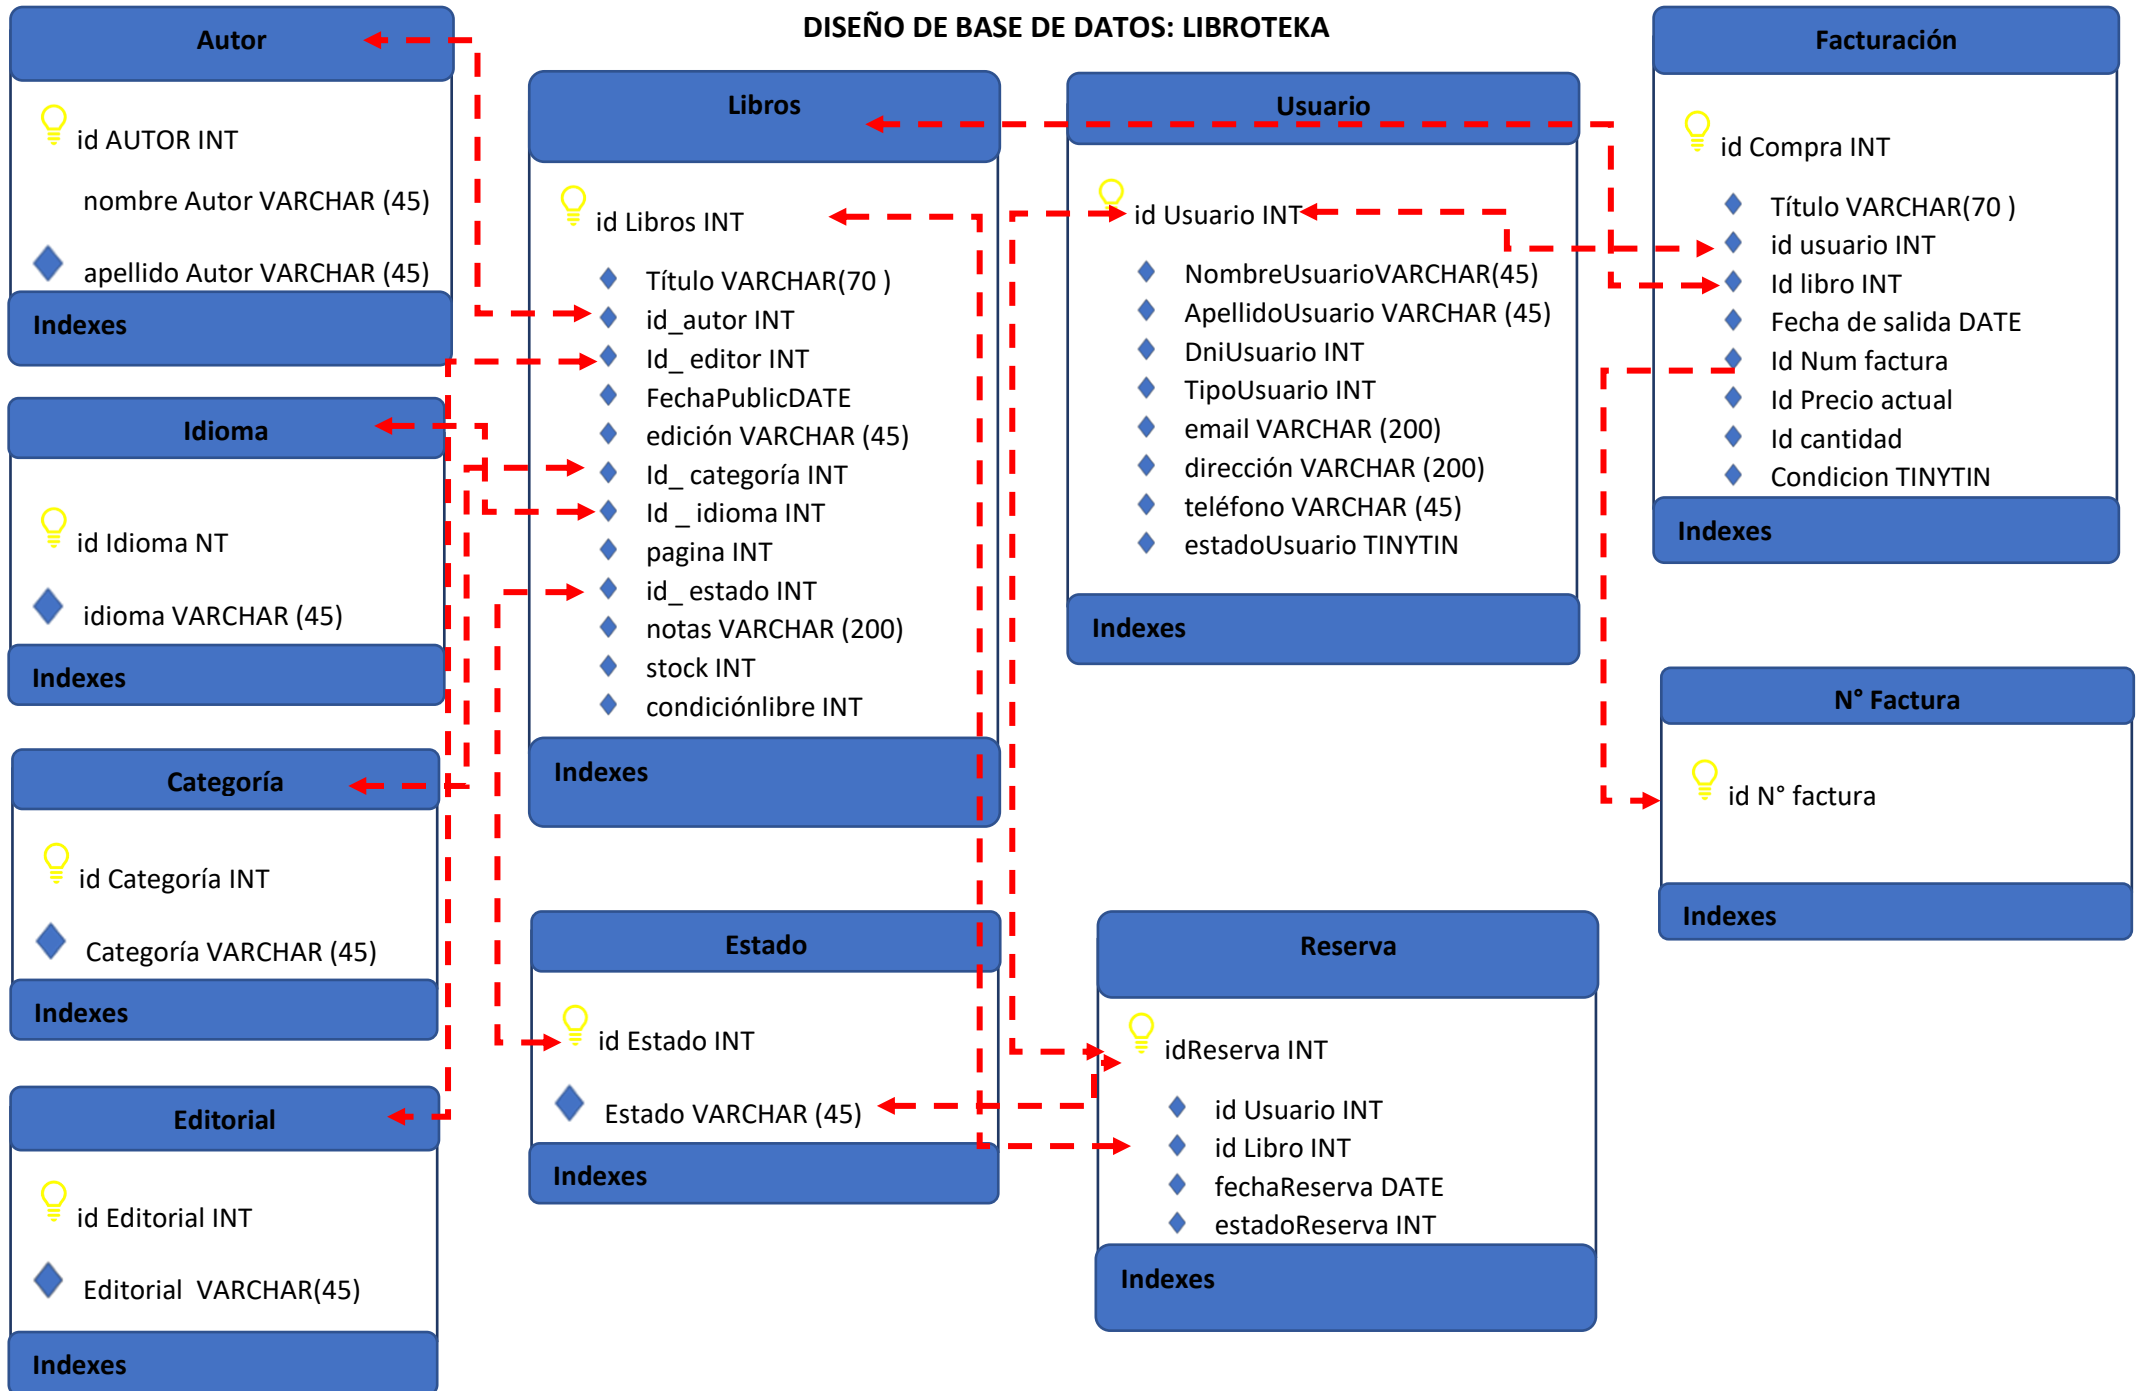 DISEÑO DE BASE DE DATOS: LIBROTEKA
Autor
id AUTOR INT
nombre Autor VARCHAR (45)
apellido Autor VARCHAR (45)
Indexes
Idioma
id Idioma NT
idioma VARCHAR (45)
Indexes
Categoría
id Categoría INT
Categoría VARCHAR (45)
Indexes
Editorial
id Editorial INT
Editorial VARCHAR(45)
Indexes
Libros
id Libros INT
Título VARCHAR(70 )
id_autor INT
Id_ editor INT
FechaPublicDATE
edición VARCHAR (45)
Id_ categoría INT
Id _ idioma INT
pagina INT
id_ estado INT
notas VARCHAR (200)
stock INT
condiciónlibre INT
Indexes
Estado
id Estado INT
Estado VARCHAR (45)
Indexes
Usuario
id Usuario INT
NombreUsuarioVARCHAR(45)
ApellidoUsuario VARCHAR (45)
DniUsuario INT
TipoUsuario INT
email VARCHAR (200)
dirección VARCHAR (200)
teléfono VARCHAR (45)
estadoUsuario TINYTIN
Indexes
Reserva
idReserva INT
id Usuario INT
id Libro INT
fechaReserva DATE
estadoReserva INT
Indexes
Facturación
id Compra INT
Título VARCHAR(70 )
id usuario INT
Id libro INT
Fecha de salida DATE
Id Num factura
Id Precio actual
Id cantidad
Condicion TINYTIN
Indexes
N° Factura
id N° factura
Indexes